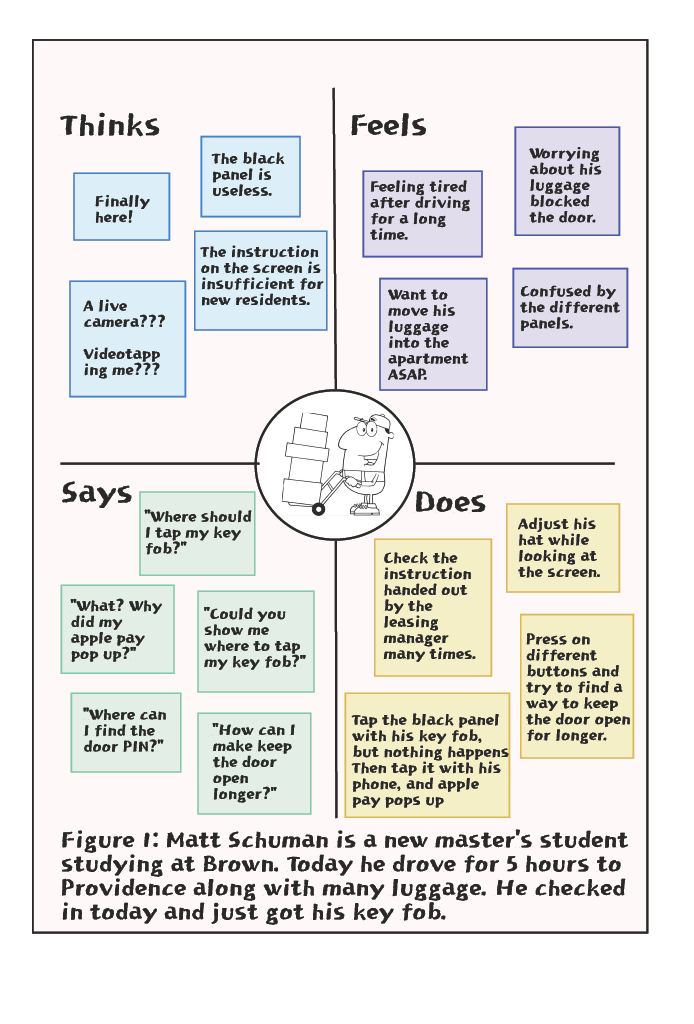 Thinks
Finally
here!
The black
panel is
useless.
The instruction
on the screen is
insufficient for
new residents.
A live
camera???
Videotapp
ing me???
Feels
Feeling tired
after driving
for a long
time.
Worrying
about his
luggage
blocked
the door.
Want to
move his
luggage
into the
apartment
ASAP.
Confused by
the different
panels.
Says
"Where should
I tap my key
fob?"
"What? Why
did my
apple pay
pop up?"
"Could you
show me
where to tap
my key fob?"
"Where can
I find the
door PIN?"
"How can I
make keep
the door
open
longer?"
Does
Check the
instruction
handed out
by the
leasing
manager
many times.
Adjust his
hat while
looking at
the screen.
Press on
different
buttons and
try to find a
way to keep
the door open
for longer.
Tap the black panel
with his key fob,
but nothing happens
Then tap it with his
phone, and apple
pay pops up
Figure 1: Matt Schuman is a new master's student
studying at Brown. Today he drove for 5 hours to
Providence along with many luggage. He checked
in today and just got his key fob.